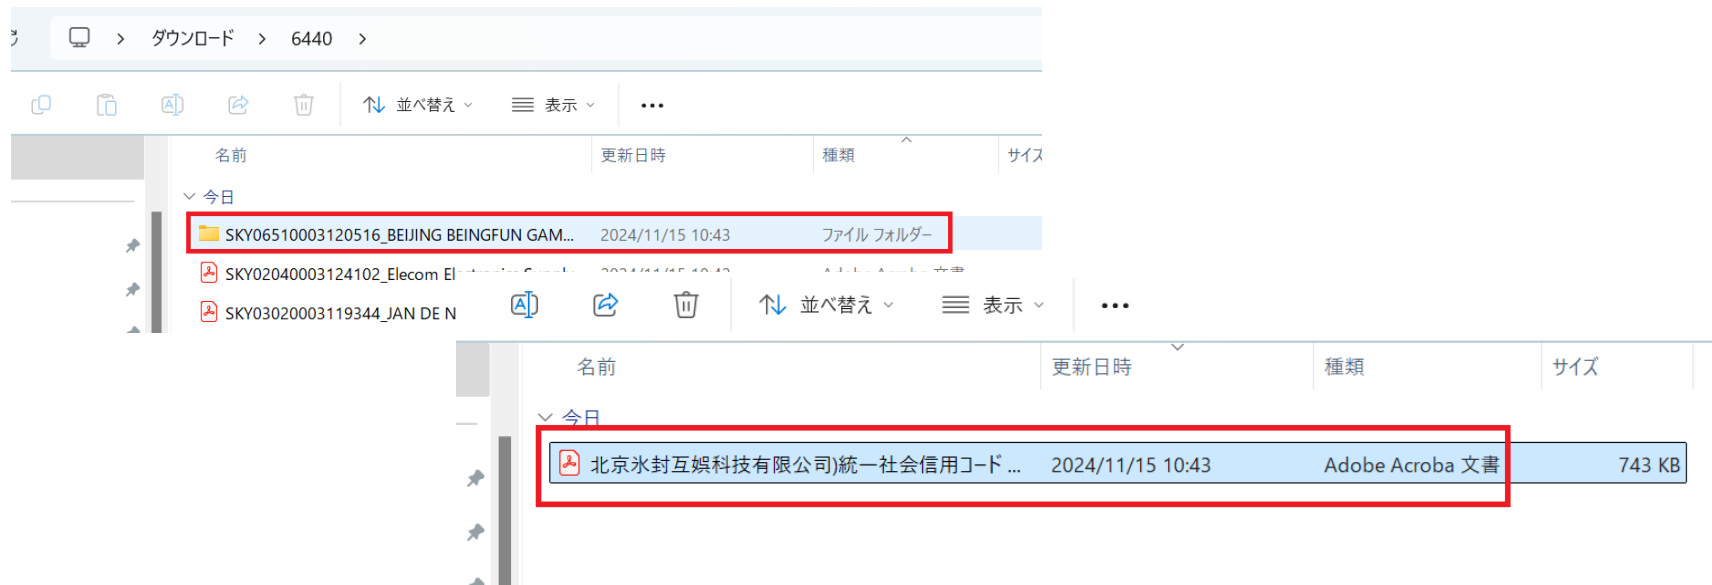 ダウンロード > 6440 >
並べ替え 表示 •••
名前 更新日時 種類 サイズ
今日
SKY06510003120516_BEIJING BEINGFUN GAM... 2024/11/15 10:43 ファイル フォルダー
SKY02040003124102_Elecom
SKY03020003119344_JAN DE N
並べ替え 表示 •••
名前 更新日時 種類 サイズ
今日
北京氷封互娯科技有限公司)統一社会信用コード ... 2024/11/15 10:43 Adobe Acroba 文書 743 KB